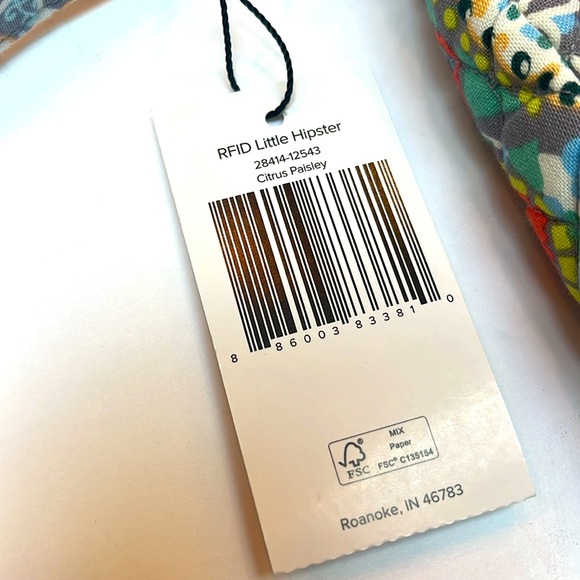 RFID Little Hipster
28414-12543
Citrus Paisley
8 86003 83381 0
MIX
Paper
FSC
FSC® C135154
Roanoke, IN 46783